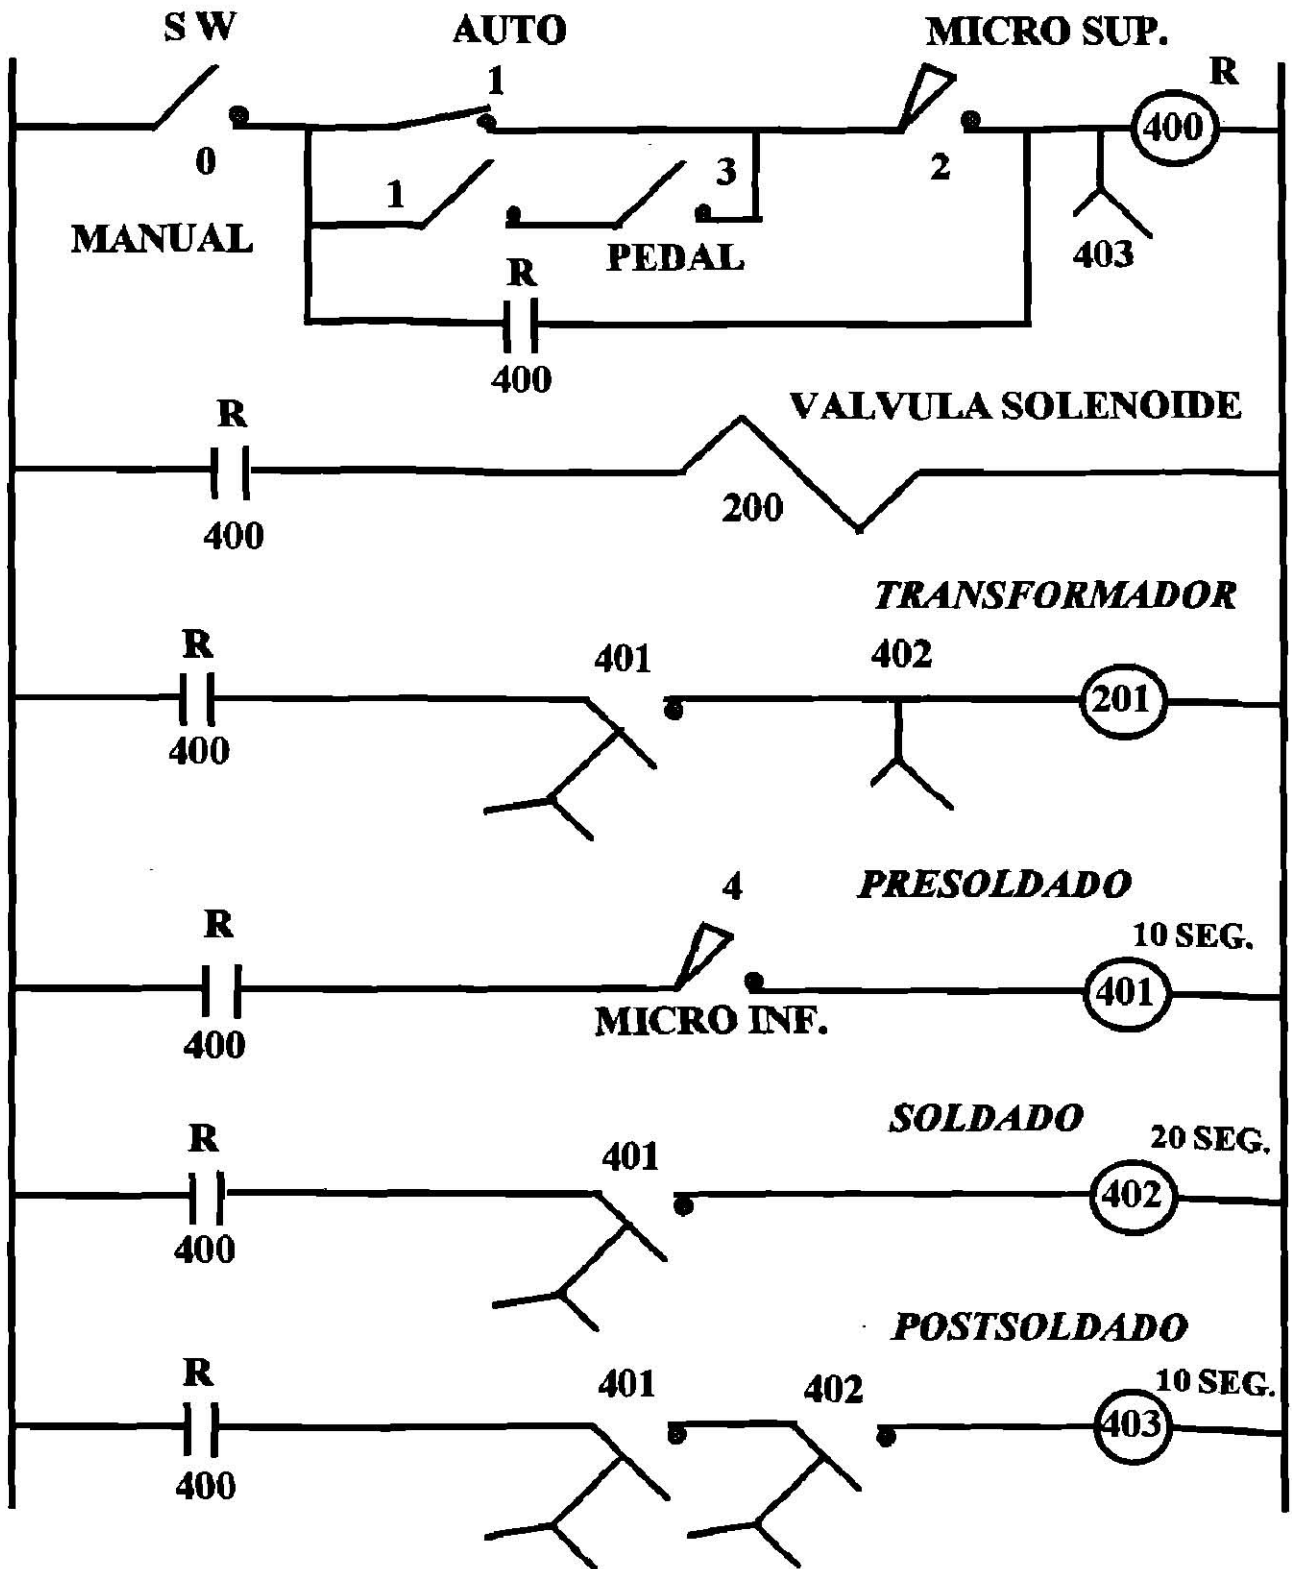 SW AUTO MICRO SUP.
1 R
400
0 1 3 2
MANUAL PEDAL 403
R
400
R VALVULA SOLENOIDE
200
400
TRANSFORMADOR
R 401 402
201
400
4 PRESOLDADO
R 10 SEG.
401
MICRO INF.
400
SOLDADO
R 401 20 SEG.
402
400
POSTSOLDADO
R 401 402 10 SEG.
403
400